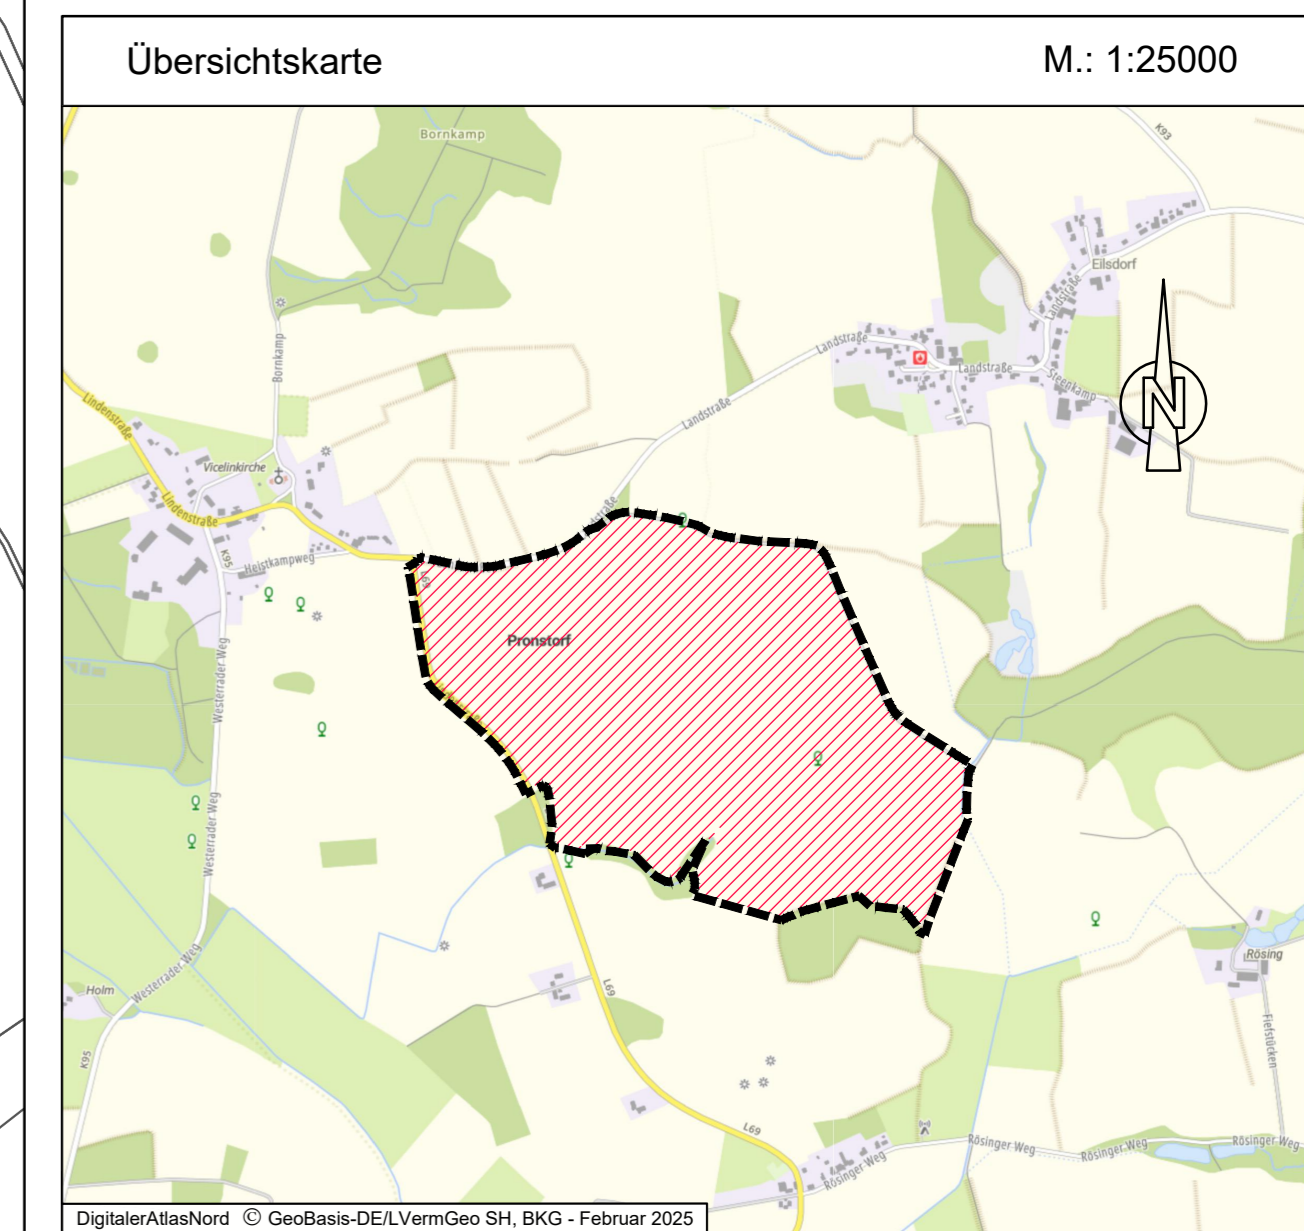 Übersichtskarte
M.: 1:25000
Bornkamp
K93
Eilsdorf
Landstraße
Landstraße
Landstraße
Steenkamp
Landstraße
Bornkamp
N
Lindenstraße
Vicelinkirche
Lindenstraße
K95
Heistkampweg
L69
Pronstorf
Westerrader Weg
Westerrader Weg
Westerrader Weg
Holm
K95
L69
Rösing
Fiefstücken
L69
Rösinger Weg
Rösinger Weg
Rösinger Weg
Rösinger Weg
DigitalerAtlasNord © GeoBasis-DE/LVermGeo SH, BKG - Februar 2025